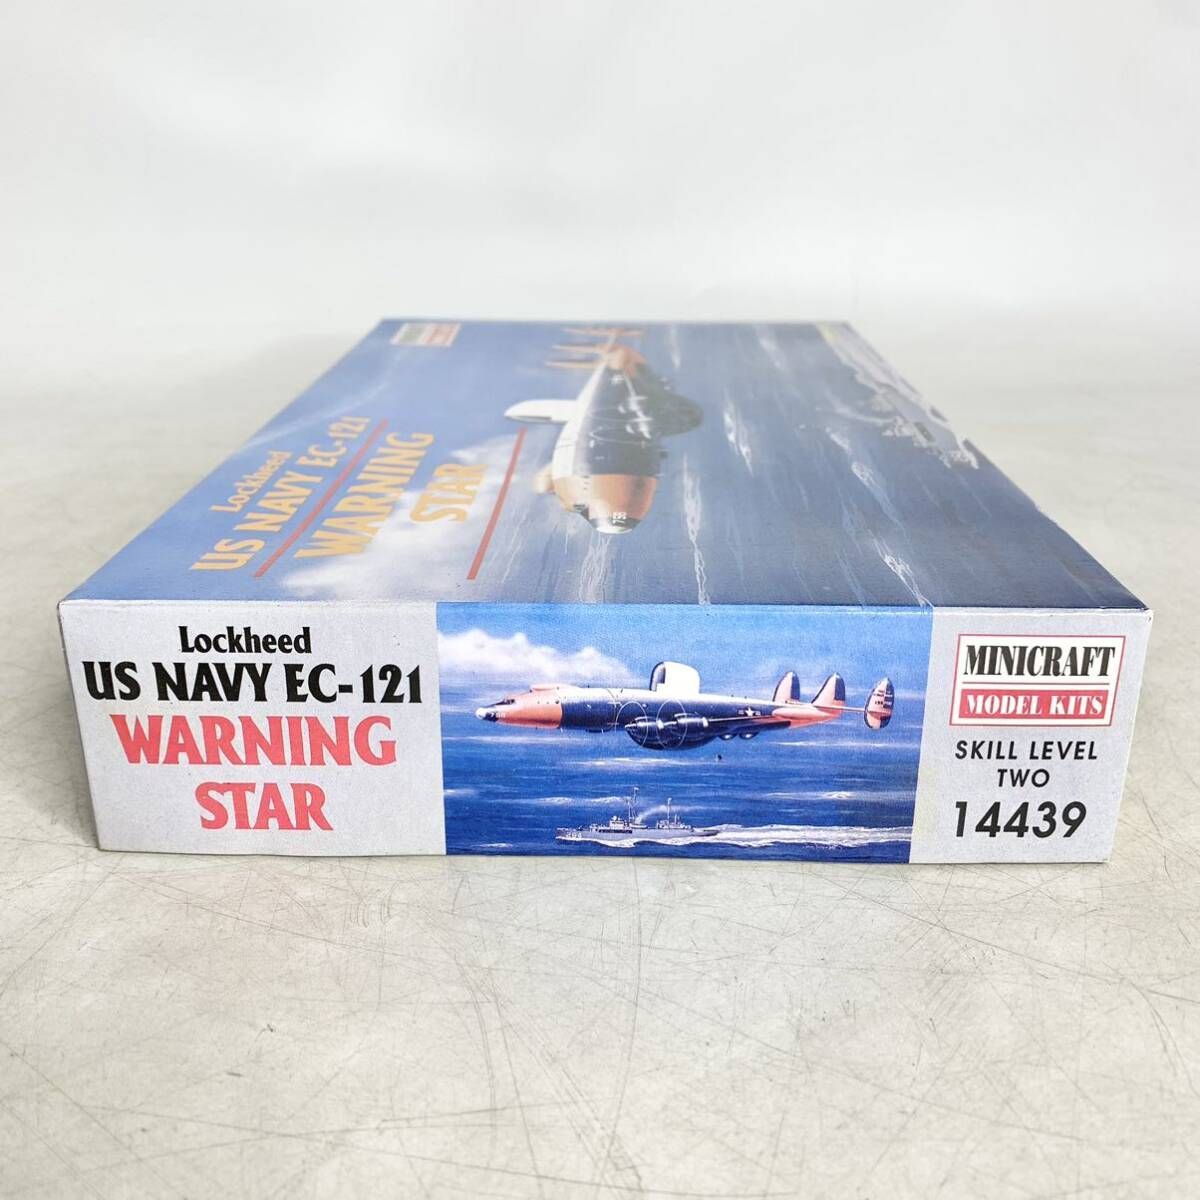 Lockheed
US NAVY EC-121
WARNING
STAR
758
Lockheed
US NAVY EC-121
WARNING
STAR
MINICRAFT
MODEL KITS
SKILL LEVEL
TWO
14439